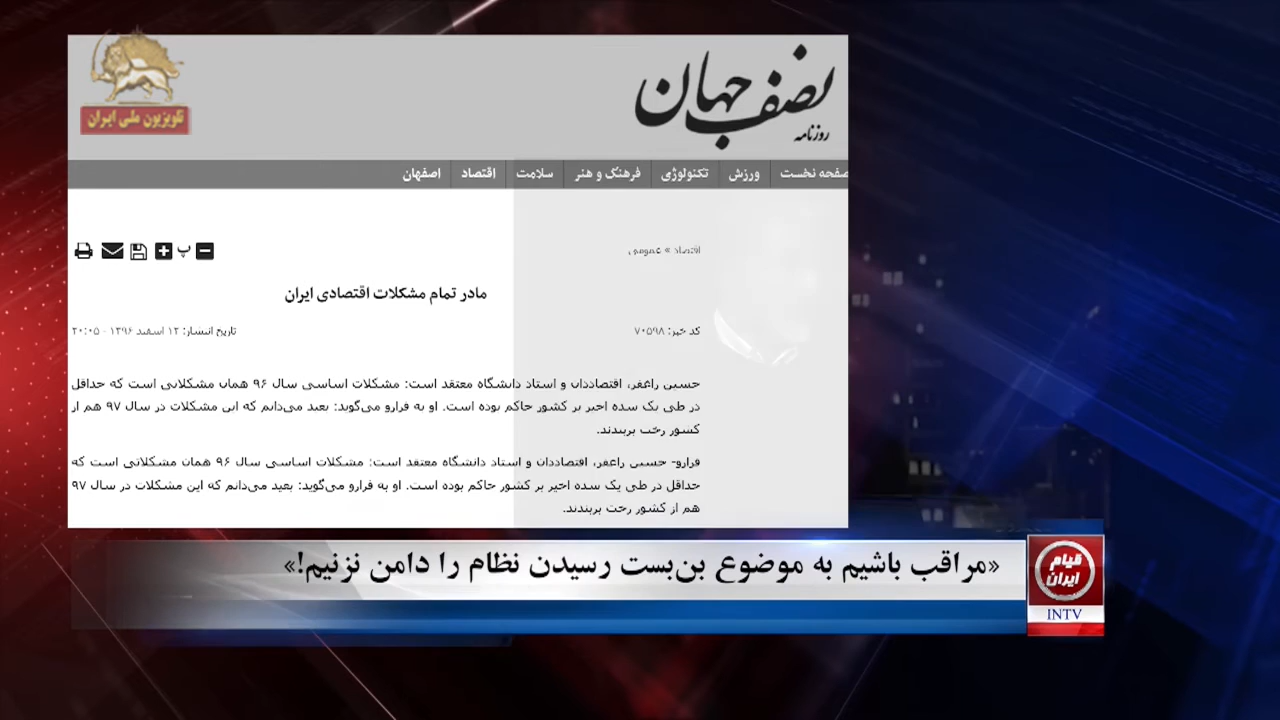 تلویزیون ملی ایران
نصف جهان
روزنامه
صفحه نخست ورزش تکنولوژی فرهنگ و هنر سلامت اقتصاد اصفهان
اقتصاد » عمومی
پ
مادر تمام مشکلات اقتصادی ایران
کد خبر: ۷۰۵۹۸
تاریخ انتشار: ۱۲ اسفند ۱۳۹۶ - ۲۰:۰۵
حسین راغفر، اقتصاددان و استاد دانشگاه معتقد است: مشکلات اساسی سال ۹۶ همان مشکلاتی است که حداقل
در طی یک سده اخیر بر کشور حاکم بوده است. او به فرارو می‌گوید: بعید می‌دانم که این مشکلات در سال ۹۷ هم از
کشور رخت بربندند.
فرارو- حسین راغفر، اقتصاددان و استاد دانشگاه معتقد است: مشکلات اساسی سال ۹۶ همان مشکلاتی است که
حداقل در طی یک سده اخیر بر کشور حاکم بوده است. او به فرارو می‌گوید: بعید می‌دانم که این مشکلات در سال ۹۷
هم از کشور رخت بربندند.
«مراقب باشیم به موضوع بن‌بست رسیدن نظام را دامن نزنیم!»
قیام
ایران
INTV